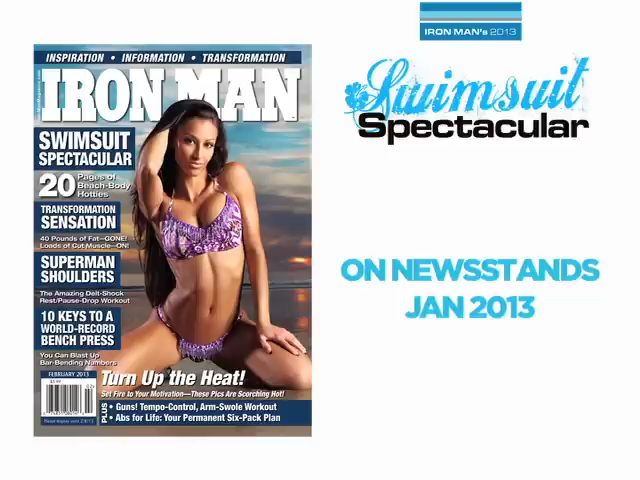 IRON MAN's 2013
Swimsuit
Spectacular
ON NEWSSTANDS
JAN 2013
INSPIRATION • INFORMATION • TRANSFORMATION
IRON MAN
SWIMSUIT
SPECTACULAR
20 Pages of
Beach-Body
Hotties
TRANSFORMATION
SENSATION
40 Pounds of Fat—GONE!
Loads of Cut Muscle—ON!
SUPERMAN
SHOULDERS
The Amazing Delt-Shock
Rest/Pause-Drop Workout
10 KEYS TO A
WORLD-RECORD
BENCH PRESS
You Can Blast Up
Bar-Bending Numbers
FEBRUARY 2013
Turn Up the Heat!
Set Fire to Your Motivation—These Pics Are Scorching Hot!
PLUS
• Guns! Tempo-Control, Arm-Swole Workout
• Abs for Life: Your Permanent Six-Pack Plan